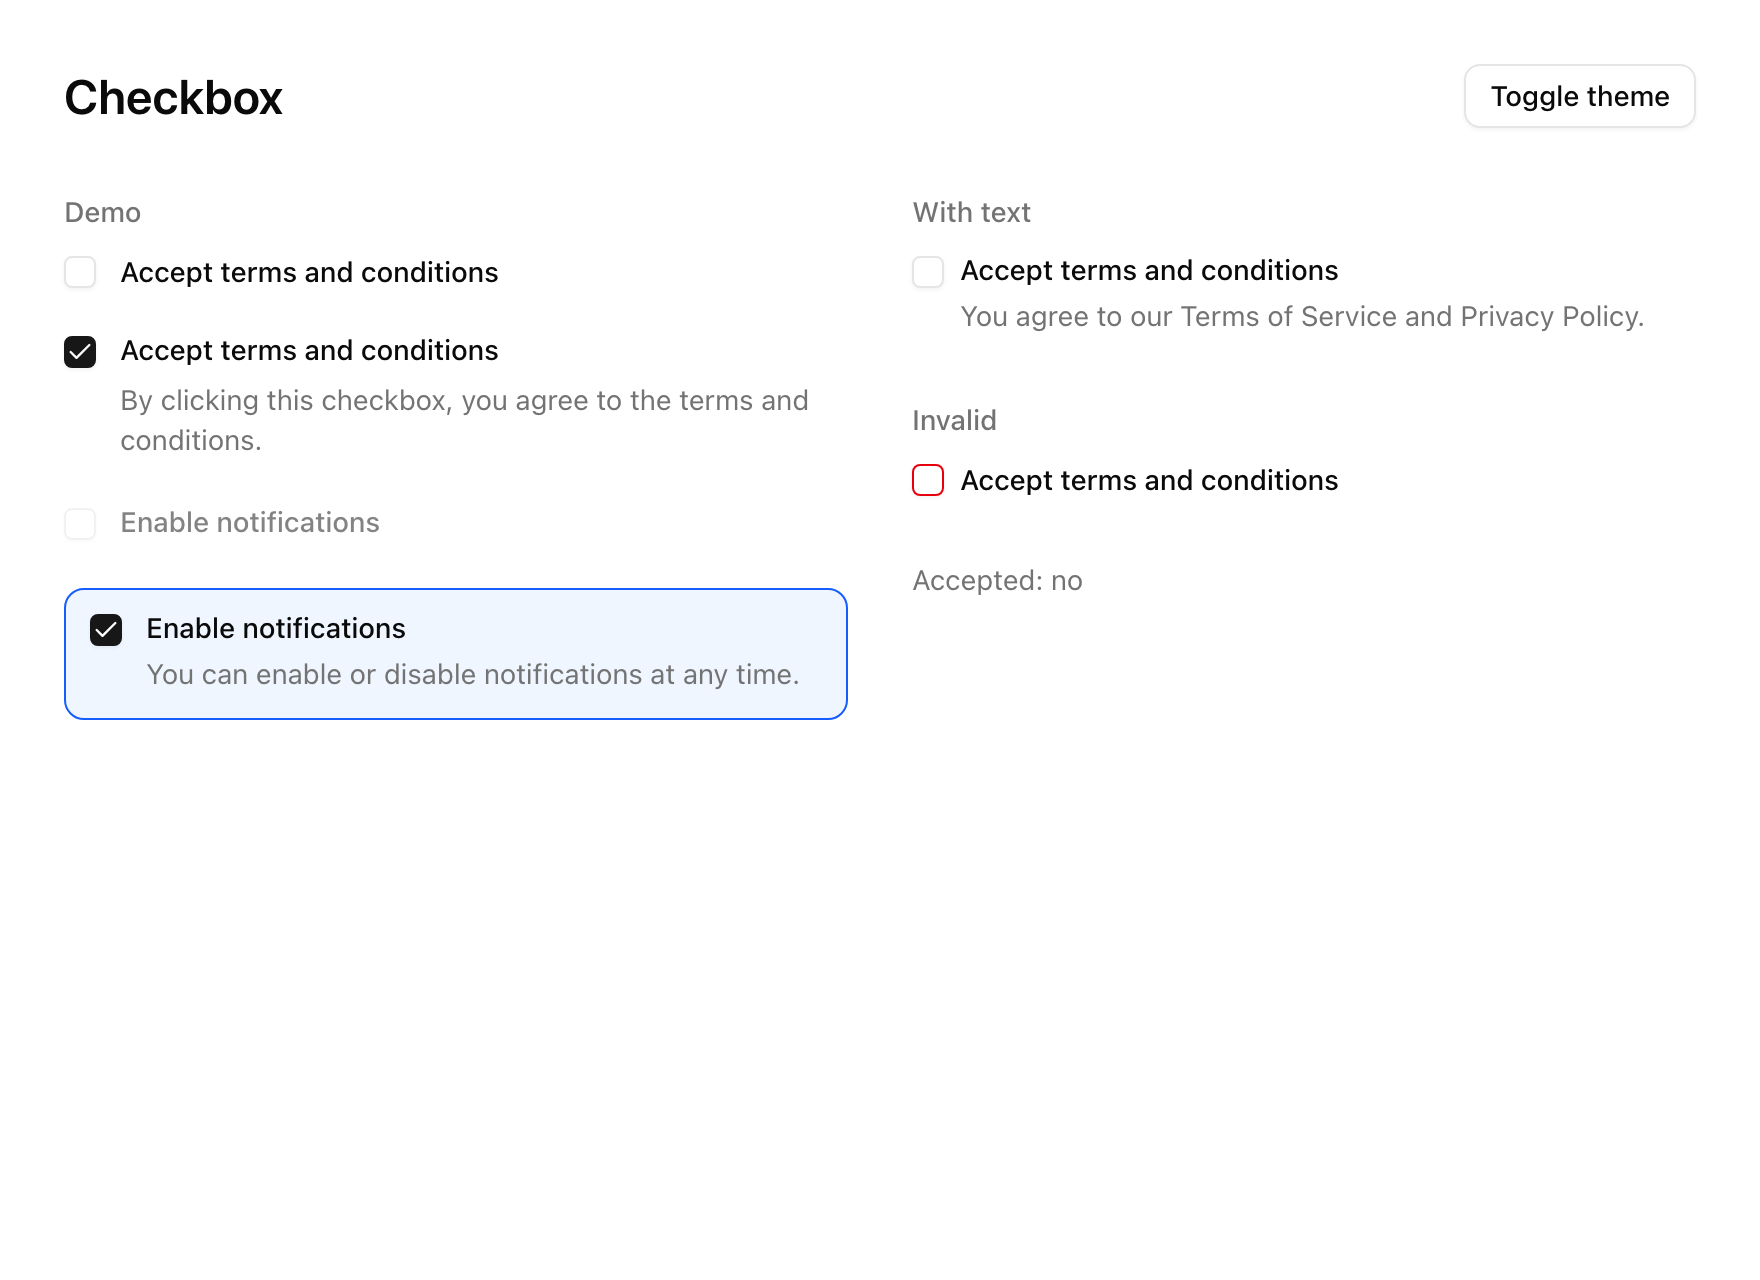 Checkbox
Toggle theme
Demo
Accept terms and conditions
Accept terms and conditions
By clicking this checkbox, you agree to the terms and
conditions.
Enable notifications
Enable notifications
You can enable or disable notifications at any time.
With text
Accept terms and conditions
You agree to our Terms of Service and Privacy Policy.
Invalid
Accept terms and conditions
Accepted: no